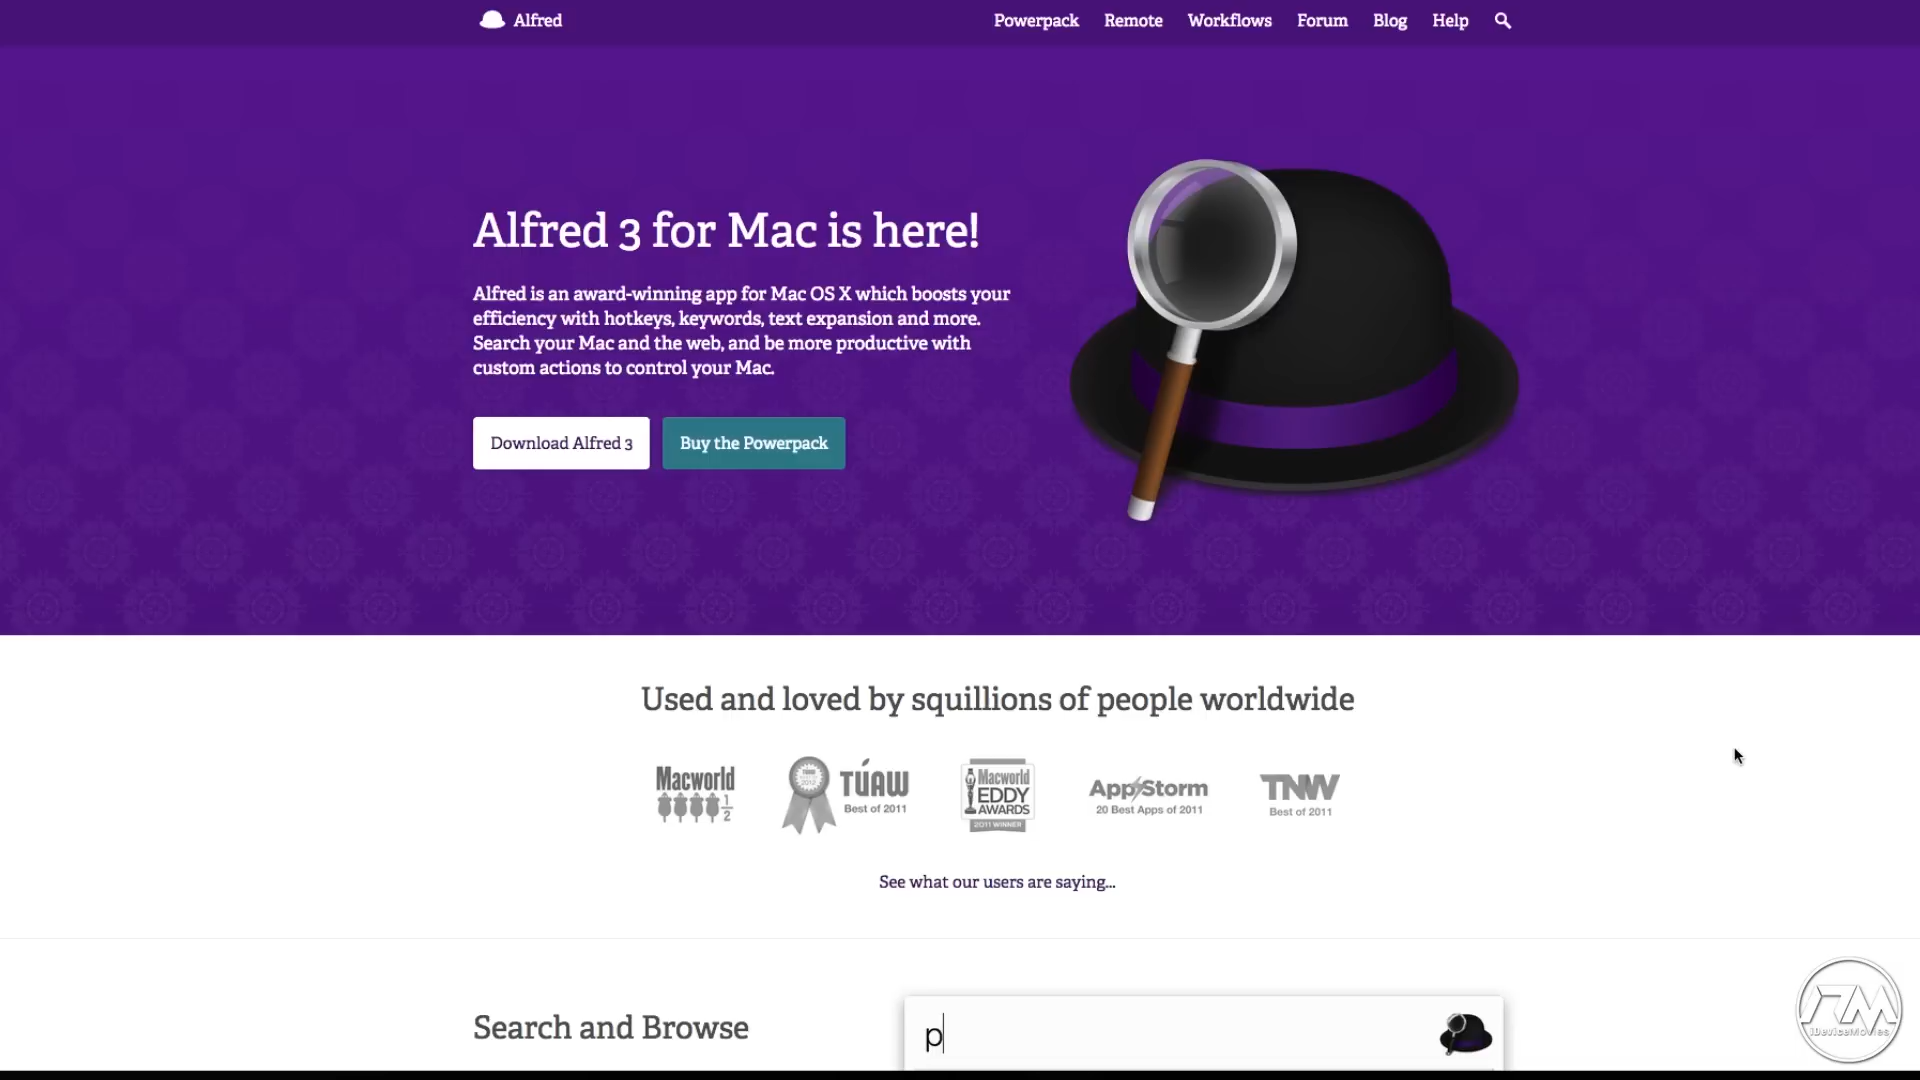 Alfred
Powerpack Remote Workflows Forum Blog Help
Alfred 3 for Mac is here!
Alfred is an award-winning app for Mac OS X which boosts your
efficiency with hotkeys, keywords, text expansion and more.
Search your Mac and the web, and be more productive with
custom actions to control your Mac.
Download Alfred 3
Buy the Powerpack
Used and loved by squillions of people worldwide
Macworld
1/2
TÚAW
Best of 2011
Macworld
EDDY
AWARDS
2011 WINNER
AppStorm
20 Best Apps of 2011
TNW
Best of 2011
See what our users are saying...
Search and Browse
p
iDeviceMovies